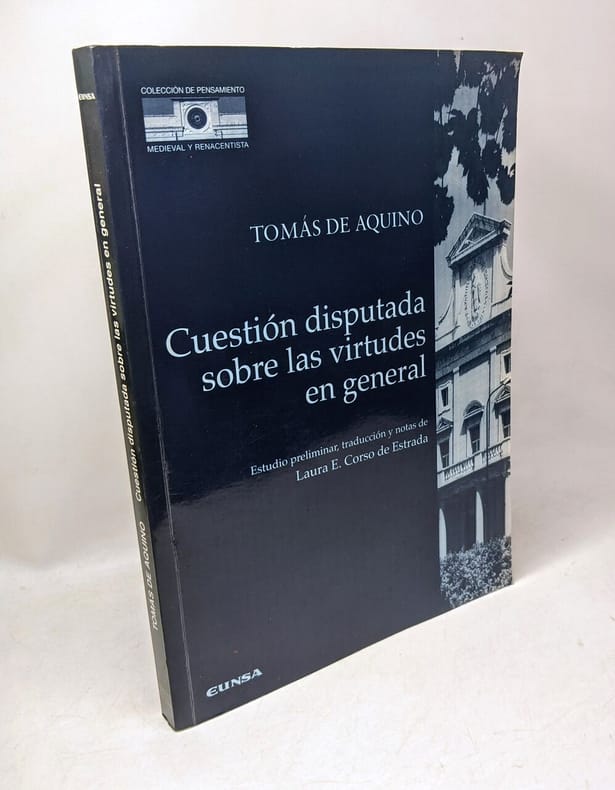 COLECCIÓN DE PENSAMIENTO
MEDIEVAL Y RENACENTISTA
TOMÁS DE AQUINO
Cuestión disputada
sobre las virtudes
en general
Estudio preliminar, traducción y notas de
Laura E. Corso de Estrada
EUNSA
EUNSA
Cuestión disputada sobre las virtudes en general
TOMÁS DE AQUINO